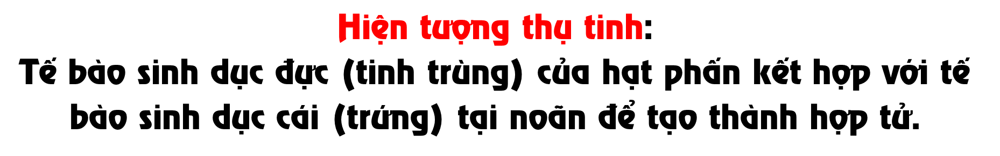 Hiện tượng thụ tinh:
Tế bào sinh dục đực (tinh trùng) của hạt phấn kết hợp với tế
bào sinh dục cái (trứng) tại noãn để tạo thành hợp tử.